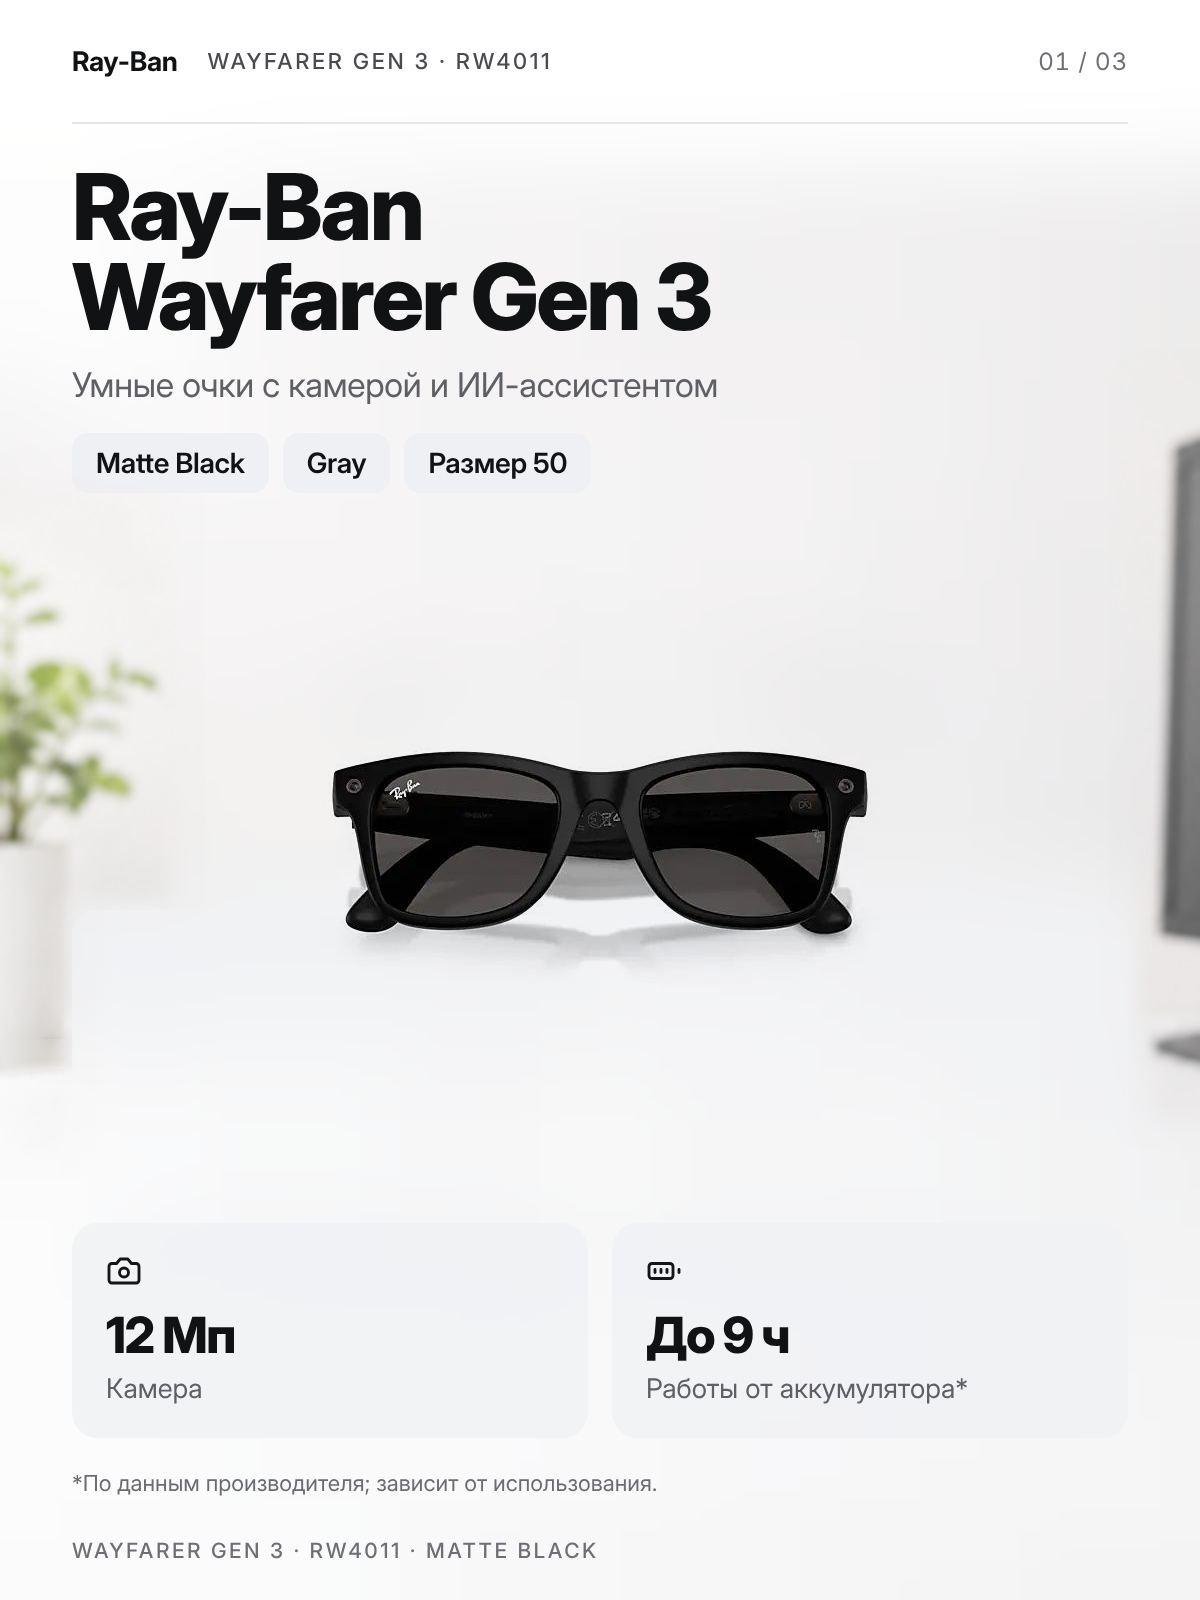 Ray-Ban WAYFARER GEN 3 · RW4011 01 / 03
Ray-Ban
Wayfarer Gen 3
Умные очки с камерой и ИИ-ассистентом
Matte Black Gray Размер 50
Ray-Ban
12 Мп
Камера
До 9 ч
Работы от аккумулятора*
*По данным производителя; зависит от использования.
WAYFARER GEN 3 · RW4011 · MATTE BLACK